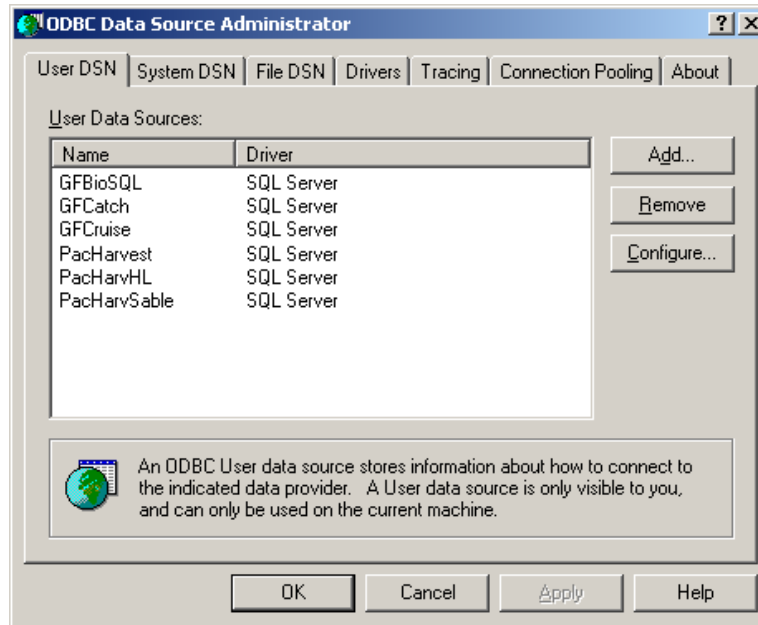 ODBC Data Source Administrator
User DSN System DSN File DSN Drivers Tracing Connection Pooling About
User Data Sources:
Name Driver
GFBioSQL SQL Server
GFCatch SQL Server
GFCruise SQL Server
PacHarvest SQL Server
PacHarvHL SQL Server
PacHarvSable SQL Server
Add...
Remove
Configure...
An ODBC User data source stores information about how to connect to
the indicated data provider. A User data source is only visible to you,
and can only be used on the current machine.
OK Cancel Apply Help